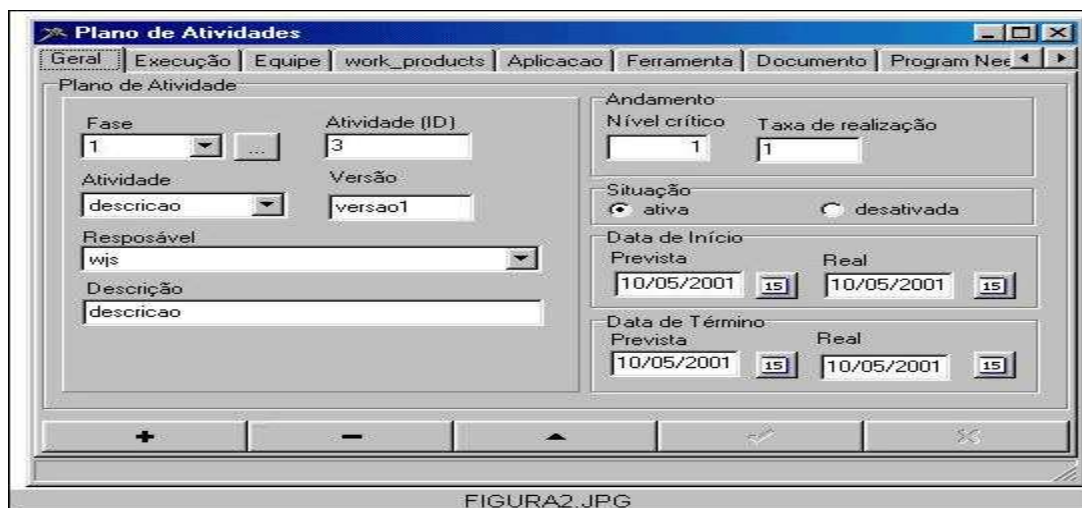 Plano de Atividades
Geral Execução Equipe work_products Aplicacao Ferramenta Documento Program Nee
Plano de Atividade
Fase Atividade (ID)
1 ... 3
Atividade Versão
descricao versao1
Resposável
wjs
Descrição
descricao
Andamento
Nível crítico Taxa de realização
1 1
Situação
ativa desativada
Data de Início
Prevista Real
10/05/2001 15 10/05/2001 15
Data de Término
Prevista Real
10/05/2001 15 10/05/2001 15
FIGURA2.JPG